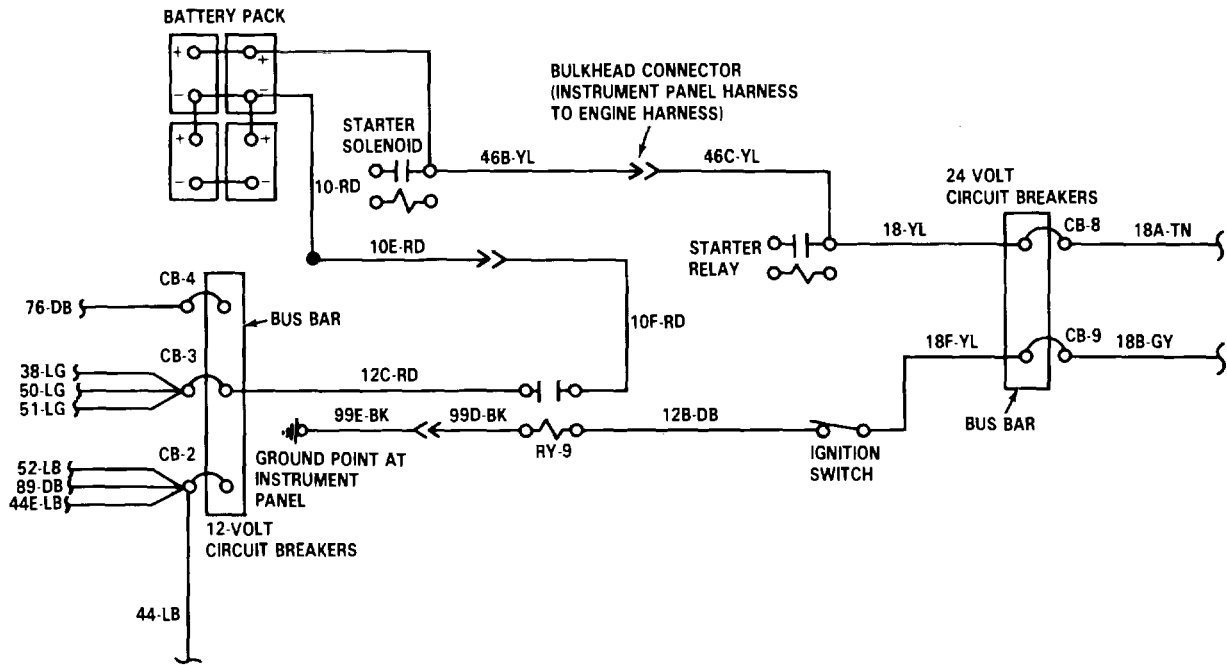 BATTERY PACK
+
+
−
−
+
+
−
−
BULKHEAD CONNECTOR
(INSTRUMENT PANEL HARNESS
TO ENGINE HARNESS)
STARTER
SOLENOID
46B-YL
46C-YL
10-RD
24 VOLT
CIRCUIT BREAKERS
CB-8
18A-TN
STARTER
RELAY
18-YL
10E-RD
CB-4
76-DB
BUS BAR
10F-RD
18F-YL
CB-9
18B-GY
CB-3
38-LG
50-LG
51-LG
12C-RD
BUS BAR
99E-BK
99D-BK
12B-DB
RY-9
IGNITION
SWITCH
CB-2
GROUND POINT AT
INSTRUMENT
PANEL
52-LB
89-DB
44E-LB
12-VOLT
CIRCUIT BREAKERS
44-LB